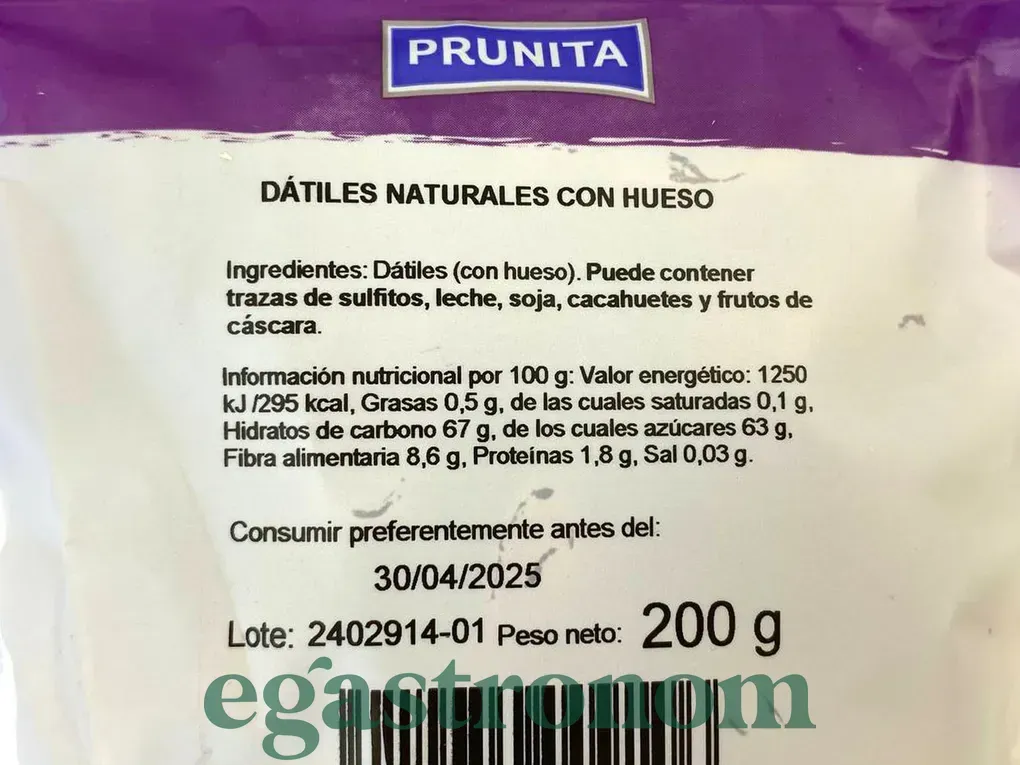 PRUNITA
DÁTILES NATURALES CON HUESO
Ingredientes: Dátiles (con hueso). Puede contener
trazas de sulfitos, leche, soja, cacahuetes y frutos de
cáscara.
Información nutricional por 100 g: Valor energético: 1250
kJ /295 kcal, Grasas 0,5 g, de las cuales saturadas 0,1 g,
Hidratos de carbono 67 g, de los cuales azúcares 63 g,
Fibra alimentaria 8,6 g, Proteínas 1,8 g, Sal 0,03 g.
Consumir preferentemente antes del:
30/04/2025
Lote: 2402914-01 Peso neto: 200 g
egastronom